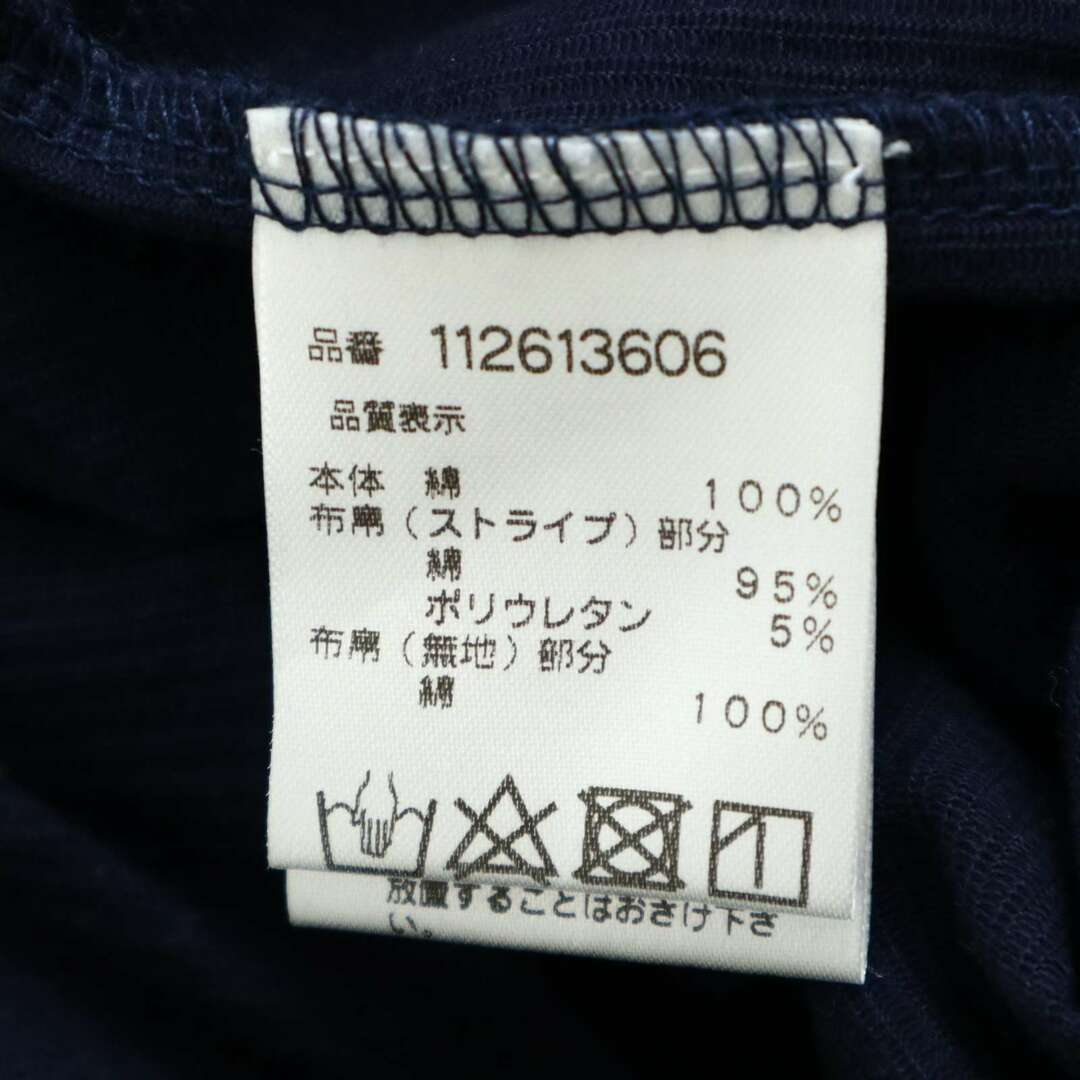 品番 112613606
品質表示
本体 綿 100%
布帛(ストライプ)部分
綿 95%
ポリウレタン 5%
布帛(無地)部分
綿 100%
放置することはおさけ下さ
い。